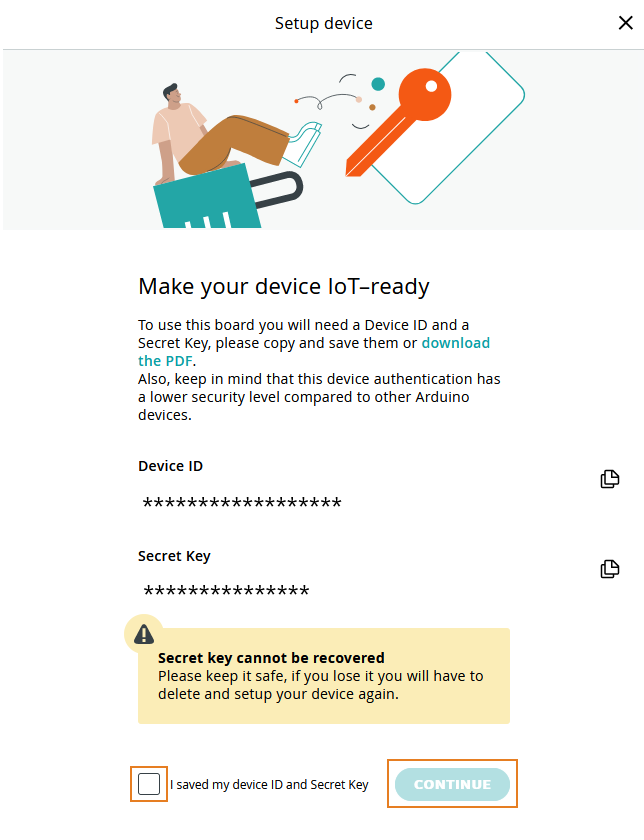 Setup device
Make your device IoT–ready
To use this board you will need a Device ID and a
Secret Key, please copy and save them or download
the PDF.
Also, keep in mind that this device authentication has
a lower security level compared to other Arduino
devices.
Device ID
******************
Secret Key
***************
Secret key cannot be recovered
Please keep it safe, if you lose it you will have to
delete and setup your device again.
I saved my device ID and Secret Key
CONTINUE